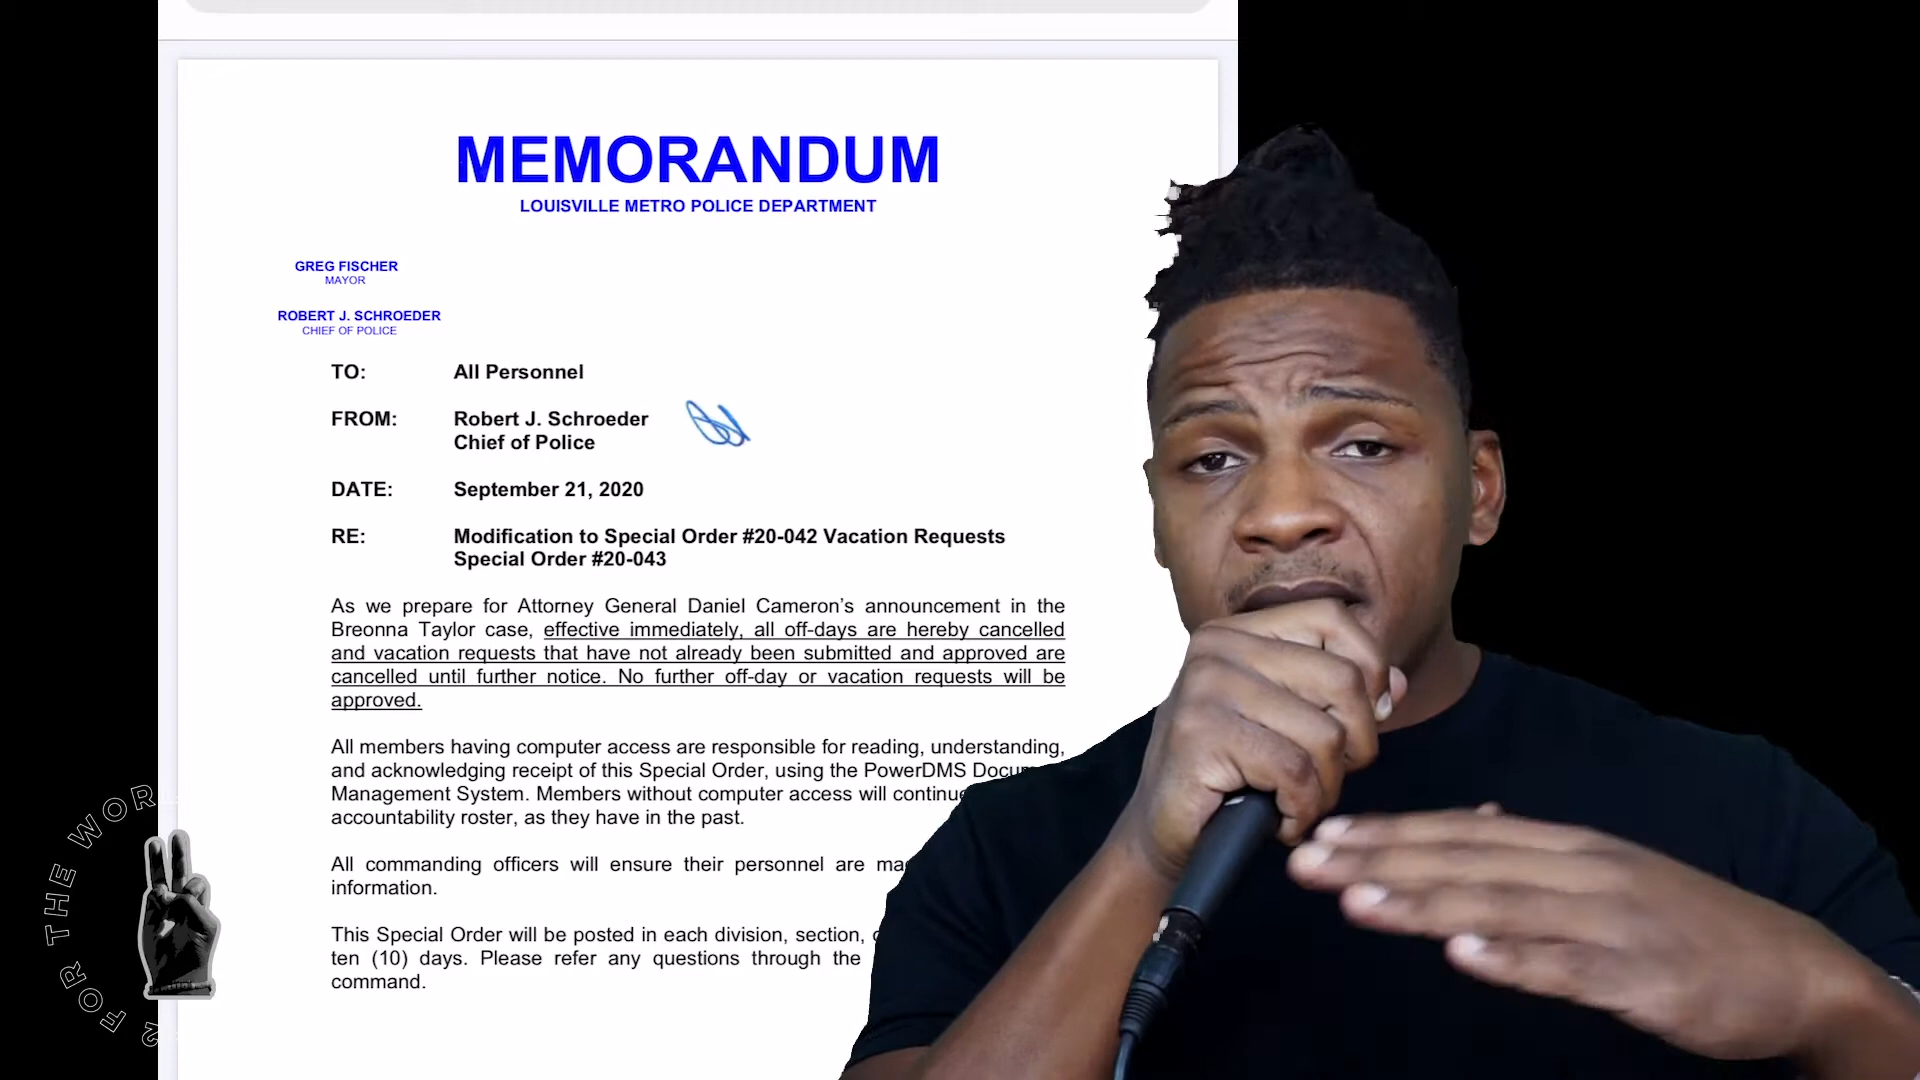 MEMORANDUM
LOUISVILLE METRO POLICE DEPARTMENT
GREG FISCHER
MAYOR
ROBERT J. SCHROEDER
CHIEF OF POLICE
TO: All Personnel
FROM: Robert J. Schroeder
Chief of Police
DATE: September 21, 2020
RE: Modification to Special Order #20-042 Vacation Requests
Special Order #20-043
As we prepare for Attorney General Daniel Cameron’s announcement in the
Breonna Taylor case, effective immediately, all off-days are hereby cancelled
and vacation requests that have not already been submitted and approved are
cancelled until further notice. No further off-day or vacation requests will be
approved.
All members having computer access are responsible for reading, understanding,
and acknowledging receipt of this Special Order, using the PowerDMS
Management System. Members without computer access will continue
accountability roster, as they have in the past.
All commanding officers will ensure their personnel are
information.
This Special Order will be posted in each division, section,
ten (10) days. Please refer any questions through the
command.
2 FOR THE